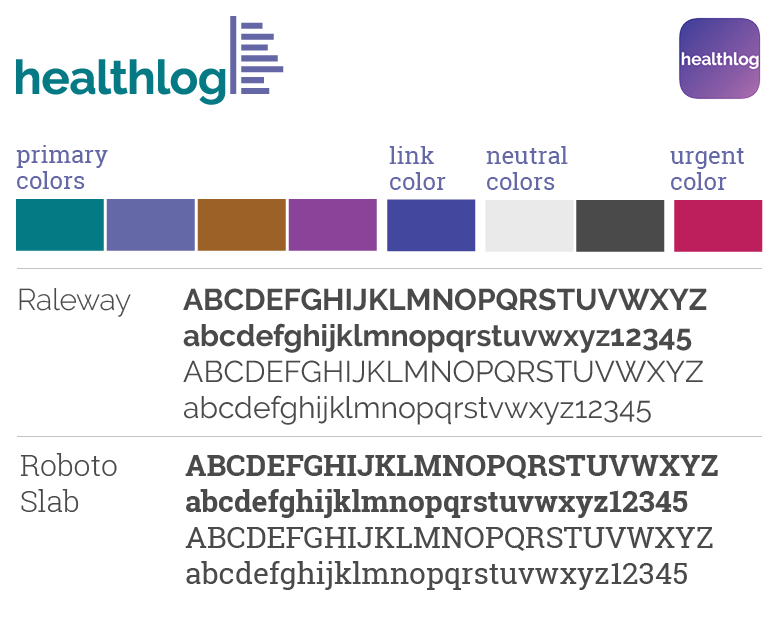 healthlog
healthlog
primary
colors
link
color
neutral
colors
urgent
color
Raleway
ABCDEFGHIJKLMNOPQRSTUVWXYZ
abcdefghijklmnopqrstuvwxyz12345
ABCDEFGHIJKLMNOPQRSTUVWXYZ
abcdefghijklmnopqrstvwxyz12345
Roboto
Slab
ABCDEFGHIJKLMNOPQRSTUVWXYZ
abcdefghijklmnopqrstuvwxyz12345
ABCDEFGHIJKLMNOPQRSTUVWXYZ
abcdefghijklmnopqrstuvwxyz12345